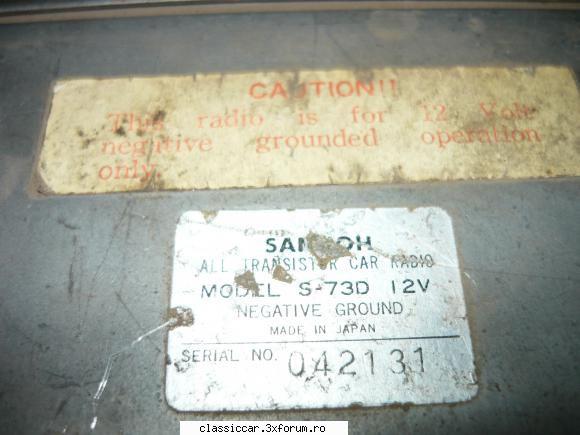 CAUTION!!
This radio is for 12 Volt
negative grounded operation
only.
ALL TRANSISTOR CAR RADIO
MODEL S-73D 12V
NEGATIVE GROUND
MADE IN JAPAN
SERIAL NO. 042131
classiccar.3xforum.ro